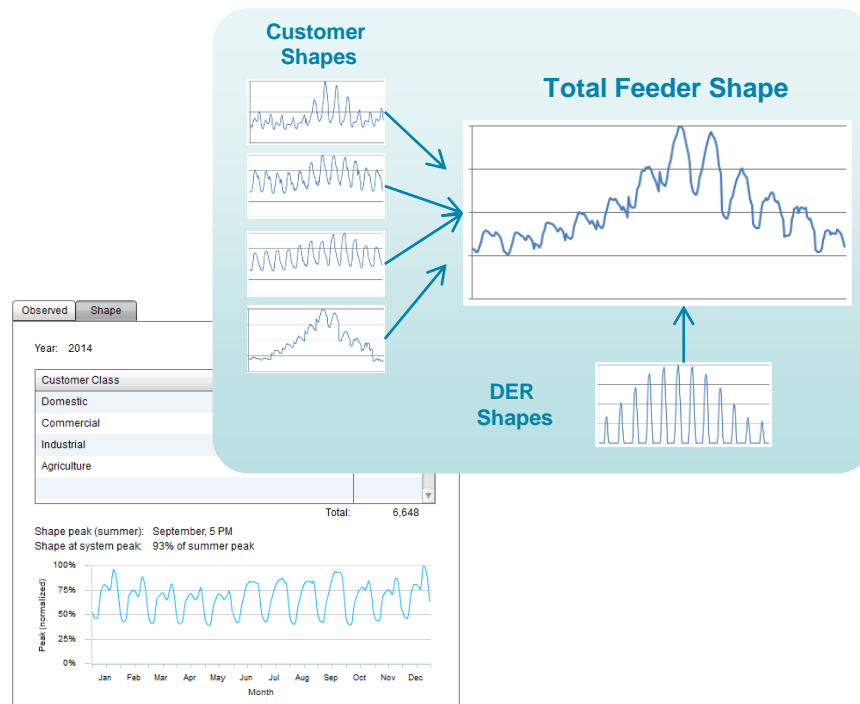 Customer
Shapes
Total Feeder Shape
DER
Shapes
Observed
Shape
Year: 2014
Customer Class
Domestic
Commercial
Industrial
Agriculture
Total: 6,648
Shape peak (summer): September, 5 PM
Shape at system peak: 93% of summer peak
100%
75%
50%
25%
0%
Peak (normalized)
Jan Feb Mar Apr May Jun Jul Aug Sep Oct Nov Dec
Month